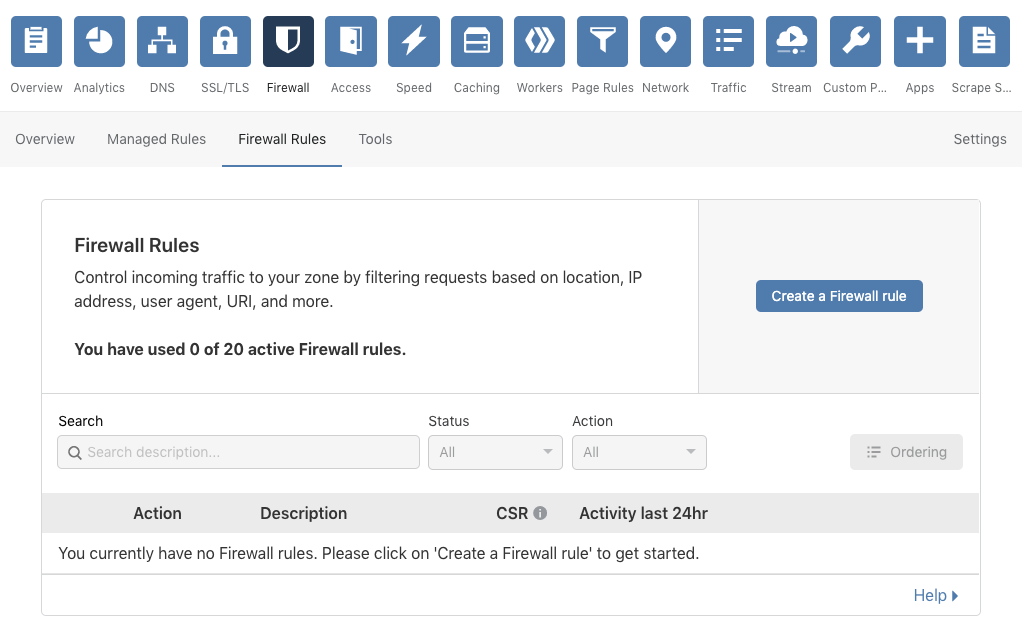 Overview Analytics DNS SSL/TLS Firewall Access Speed Caching Workers Page Rules Network Traffic Stream Custom P... Apps Scrape S...
Overview Managed Rules Firewall Rules Tools Settings
Firewall Rules
Control incoming traffic to your zone by filtering requests based on location, IP
address, user agent, URI, and more.
Create a Firewall rule
You have used 0 of 20 active Firewall rules.
Search Status Action
Search description... All All Ordering
Action Description CSR Activity last 24hr
You currently have no Firewall rules. Please click on 'Create a Firewall rule' to get started.
Help